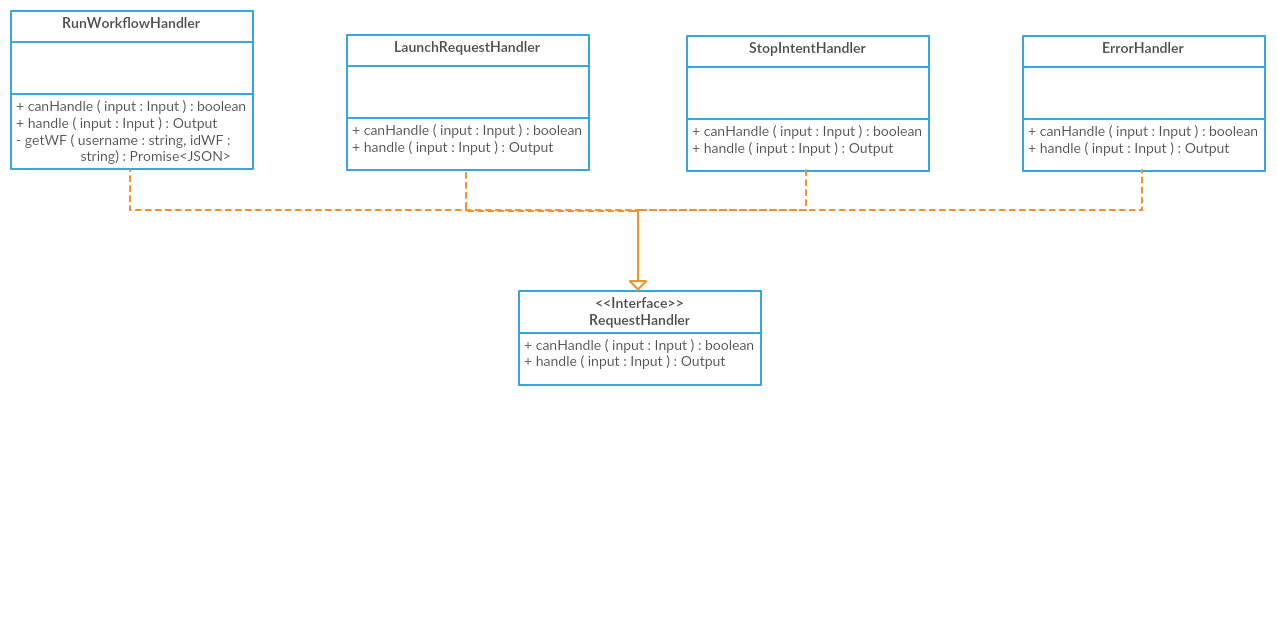 RunWorkflowHandler
+ canHandle ( input : Input ) : boolean
+ handle ( input : Input ) : Output
- getWF ( username : string, idWF :
string) : Promise<JSON>
LaunchRequestHandler
+ canHandle ( input : Input ) : boolean
+ handle ( input : Input ) : Output
StopIntentHandler
+ canHandle ( input : Input ) : boolean
+ handle ( input : Input ) : Output
ErrorHandler
+ canHandle ( input : Input ) : boolean
+ handle ( input : Input ) : Output
<<Interface>>
RequestHandler
+ canHandle ( input : Input ) : boolean
+ handle ( input : Input ) : Output